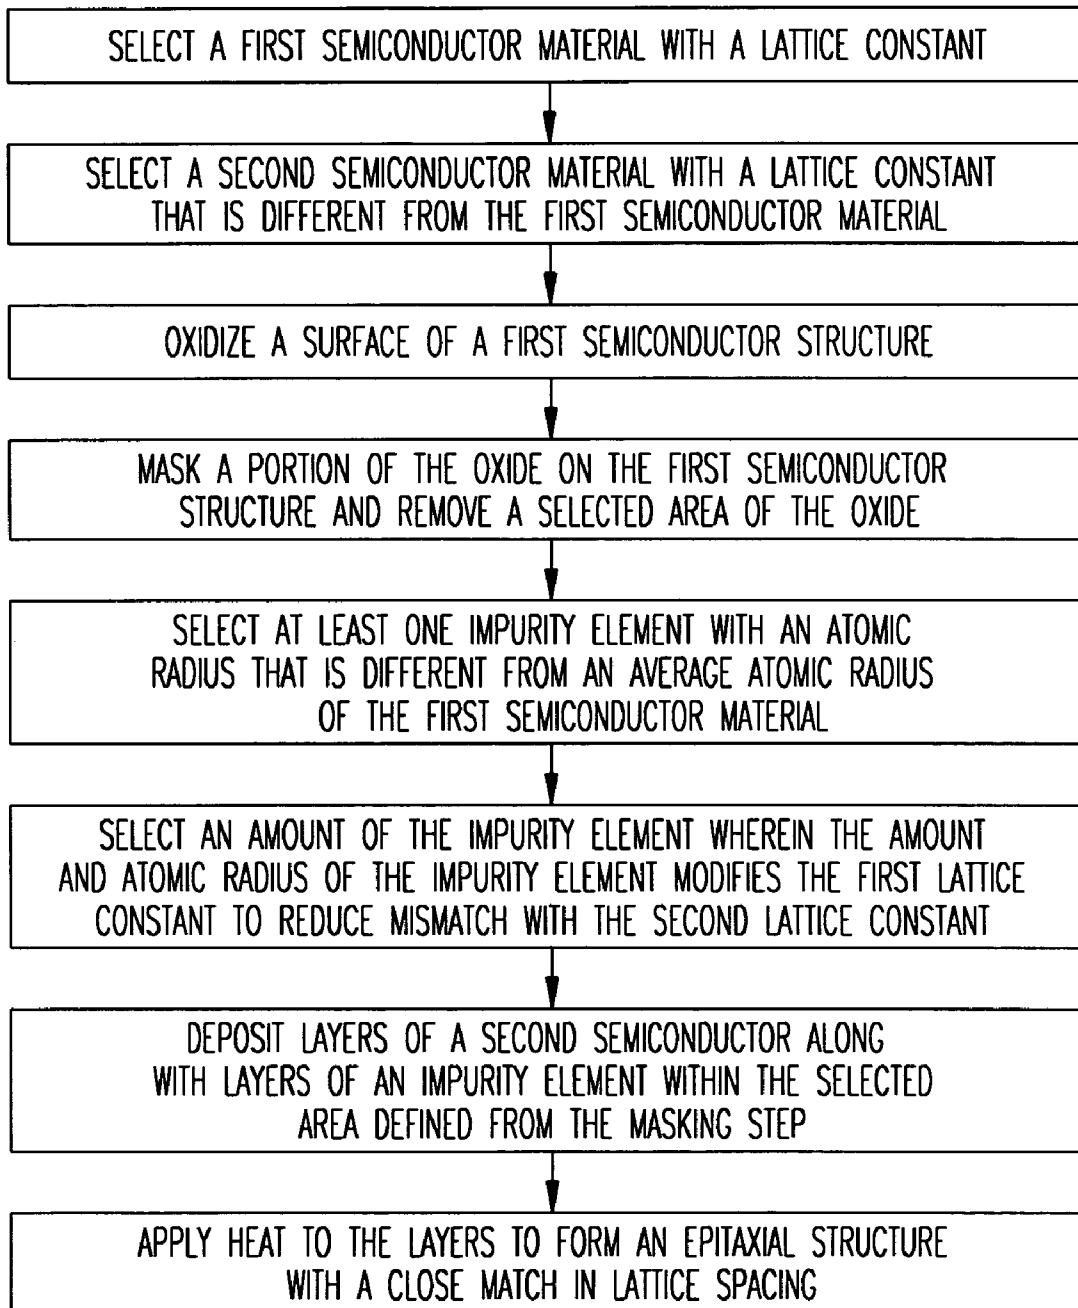 SELECT A FIRST SEMICONDUCTOR MATERIAL WITH A LATTICE CONSTANT
SELECT A SECOND SEMICONDUCTOR MATERIAL WITH A LATTICE CONSTANT
THAT IS DIFFERENT FROM THE FIRST SEMICONDUCTOR MATERIAL
OXIDIZE A SURFACE OF A FIRST SEMICONDUCTOR STRUCTURE
MASK A PORTION OF THE OXIDE ON THE FIRST SEMICONDUCTOR
STRUCTURE AND REMOVE A SELECTED AREA OF THE OXIDE
SELECT AT LEAST ONE IMPURITY ELEMENT WITH AN ATOMIC
RADIUS THAT IS DIFFERENT FROM AN AVERAGE ATOMIC RADIUS
OF THE FIRST SEMICONDUCTOR MATERIAL
SELECT AN AMOUNT OF THE IMPURITY ELEMENT WHEREIN THE AMOUNT
AND ATOMIC RADIUS OF THE IMPURITY ELEMENT MODIFIES THE FIRST LATTICE
CONSTANT TO REDUCE MISMATCH WITH THE SECOND LATTICE CONSTANT
DEPOSIT LAYERS OF A SECOND SEMICONDUCTOR ALONG
WITH LAYERS OF AN IMPURITY ELEMENT WITHIN THE SELECTED
AREA DEFINED FROM THE MASKING STEP
APPLY HEAT TO THE LAYERS TO FORM AN EPITAXIAL STRUCTURE
WITH A CLOSE MATCH IN LATTICE SPACING